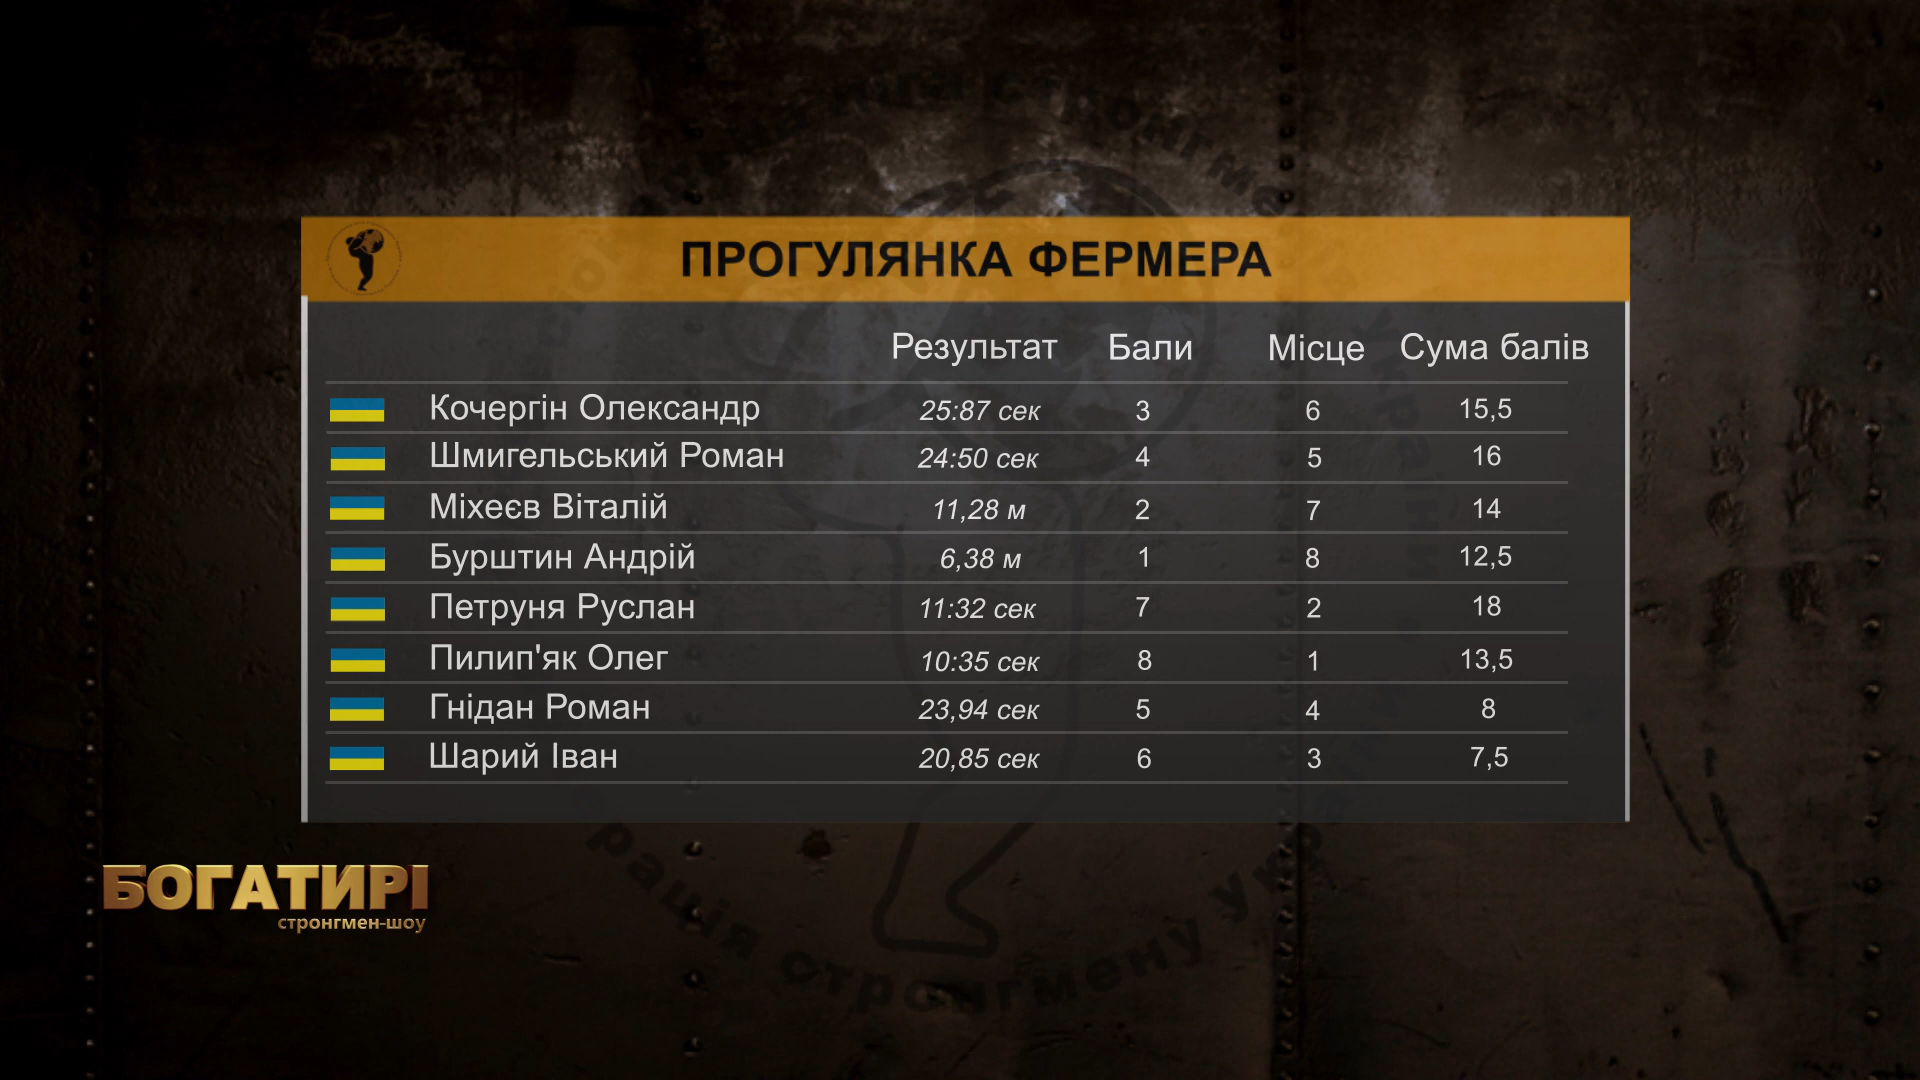 ПРОГУЛЯНКА ФЕРМЕРА
Результат Бали Місце Сума балів
Кочергін Олександр 25:87 сек 3 6 15,5
Шмигельський Роман 24:50 сек 4 5 16
Міхеєв Віталій 11,28 м 2 7 14
Бурштин Андрій 6,38 м 1 8 12,5
Петруня Руслан 11:32 сек 7 2 18
Пилип'як Олег 10:35 сек 8 1 13,5
Гнідан Роман 23,94 сек 5 4 8
Шарий Іван 20,85 сек 6 3 7,5
БОГАТИРІ
стронгмен-шоу